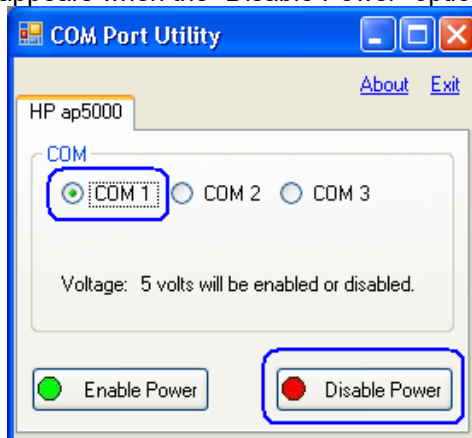 appears when the "Disable Power" optio
COM Port Utility
About Exit
HP ap5000
COM
COM 1 COM 2 COM 3
Voltage: 5 volts will be enabled or disabled.
Enable Power Disable Power